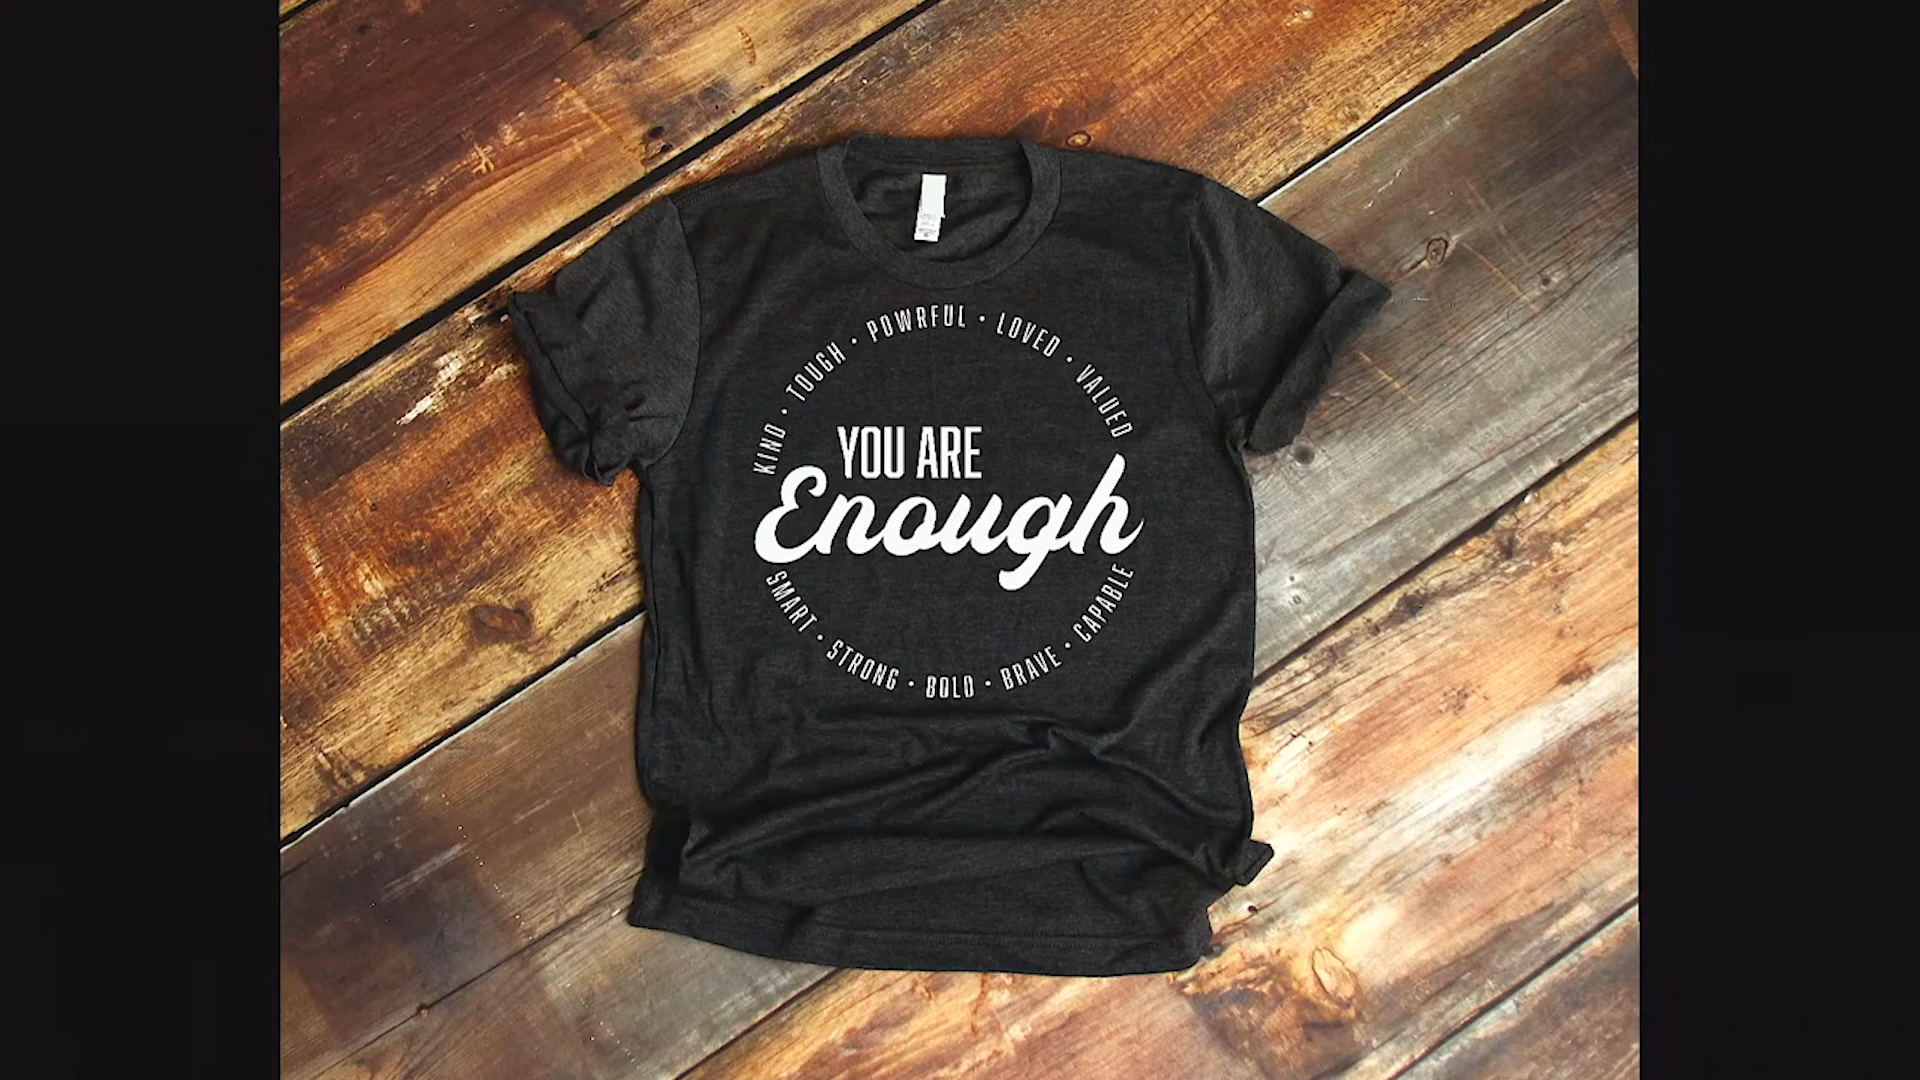 KIND • TOUGH • POWRFUL • LOVED • VALUED
YOU ARE
Enough
SMART • STRONG • BOLD • BRAVE • CAPABLE